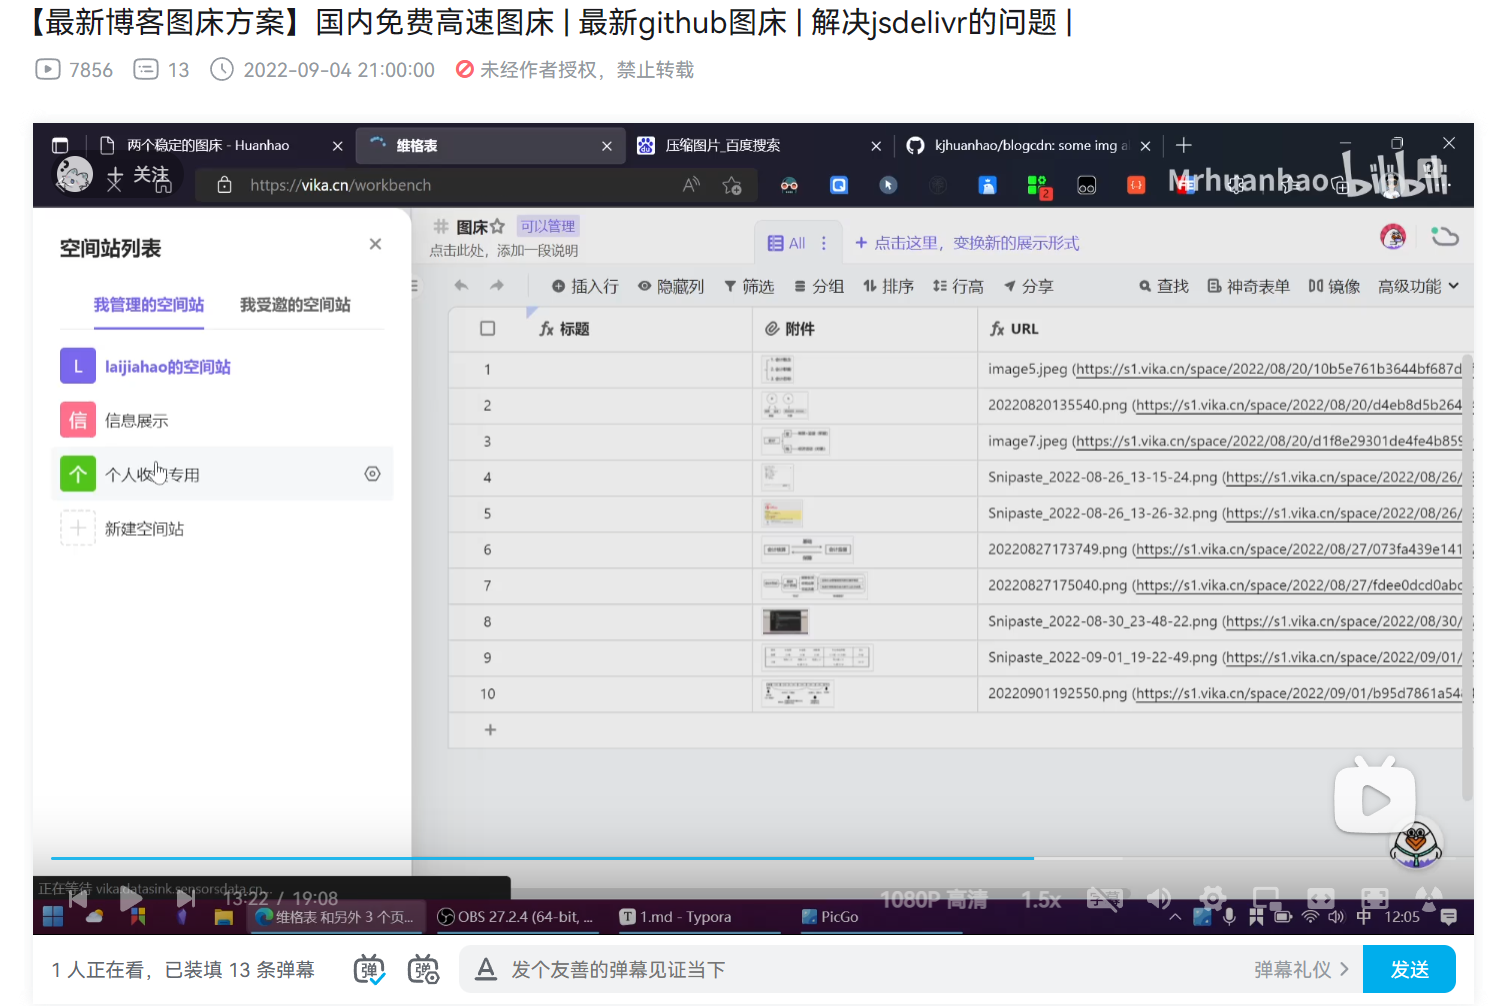 【最新博客图床方案】国内免费高速图床 | 最新github图床 | 解决jsdelivr的问题 |
7856 13 2022-09-04 21:00:00 未经作者授权，禁止转载
两个稳定的图床 - Huanhao
维格表
压缩图片_百度搜索
kjhuanhao/blogcdn: some img a
关注
https://vika.cn/workbench
2
Mrhuanhao
bilibili
空间站列表
我管理的空间站 我受邀的空间站
L laijiahao的空间站
信 信息展示
个 个人收 专用
新建空间站
图床 可以管理
点击此处，添加一段说明
All
+ 点击这里，变换新的展示形式
插入行 隐藏列 筛选 分组 排序 行高 分享 查找 神奇表单 镜像 高级功能
标题 附件 URL
1 image5.jpeg (https://s1.vika.cn/space/2022/08/20/10b5e761b3644bf687d
2 20220820135540.png (https://s1.vika.cn/space/2022/08/20/d4eb8d5b264
3 image7.jpeg (https://s1.vika.cn/space/2022/08/20/d1f8e29301de4fe4b859
4 Snipaste_2022-08-26_13-15-24.png (https://s1.vika.cn/space/2022/08/26/
5 Snipaste_2022-08-26_13-26-32.png (https://s1.vika.cn/space/2022/08/26/
6 20220827173749.png (https://s1.vika.cn/space/2022/08/27/073fa439e141
7 20220827175040.png (https://s1.vika.cn/space/2022/08/27/fdee0dcd0abc
8 Snipaste_2022-08-30_23-48-22.png (https://s1.vika.cn/space/2022/08/30/
9 Snipaste_2022-09-01_19-22-49.png (https://s1.vika.cn/space/2022/09/01/
10 20220901192550.png (https://s1.vika.cn/space/2022/09/01/b95d7861a54
正在等待 vika.datasink.sensorsdata.cn...
13:22 / 19:08 1080P 高清 1.5x 字幕
维格表 和另外 3 个页... OBS 27.2.4 (64-bit, ... 1.md - Typora PicGo 中 12:05
1 人正在看，已装填 13 条弹幕 弹 弹 A 发个友善的弹幕见证当下 弹幕礼仪 发送